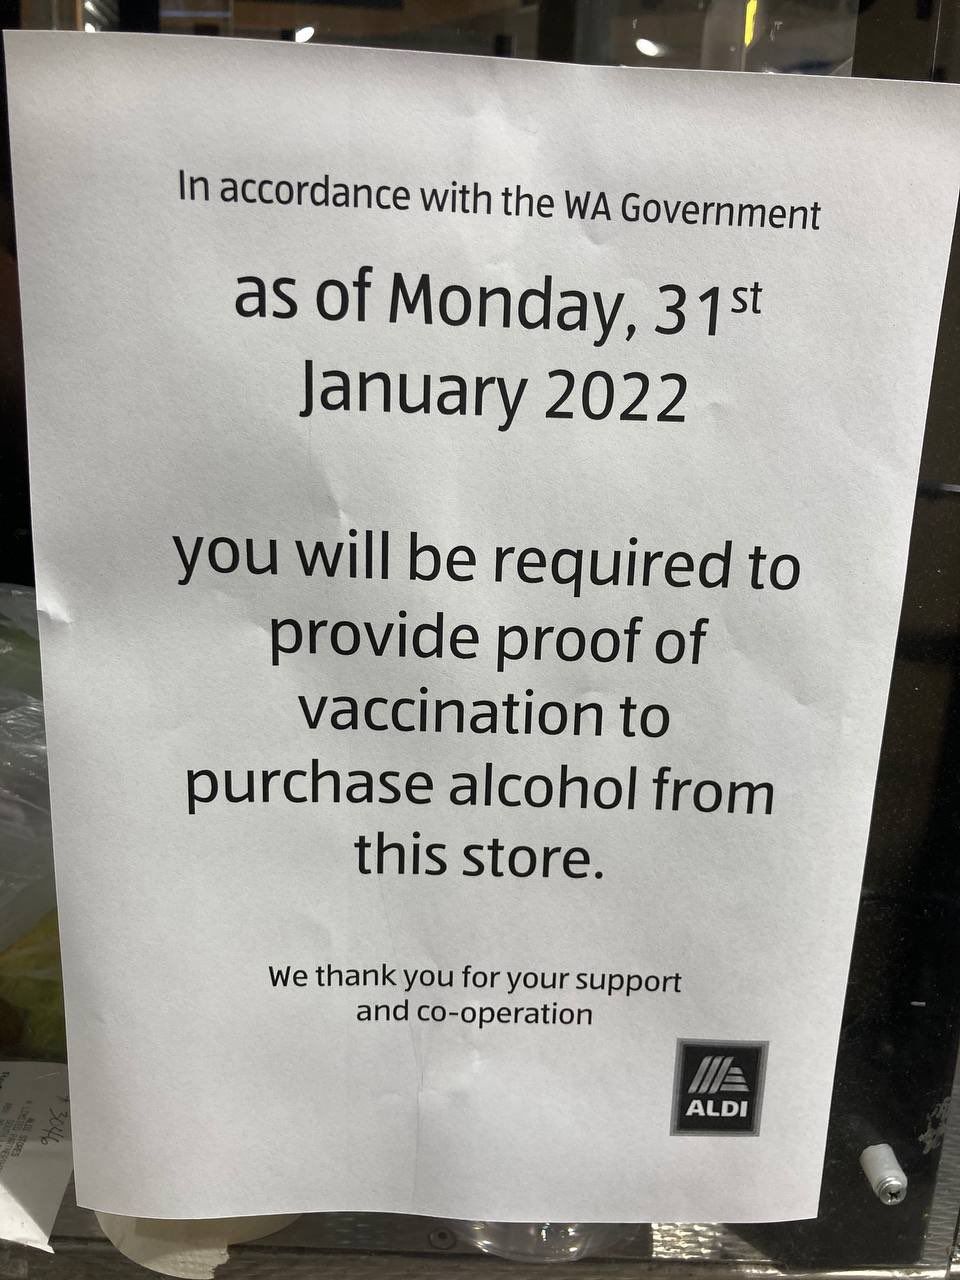 In accordance with the WA Government
as of Monday, 31st
January 2022
you will be required to
provide proof of
vaccination to
purchase alcohol from
this store.
We thank you for your support
and co-operation
ALDI